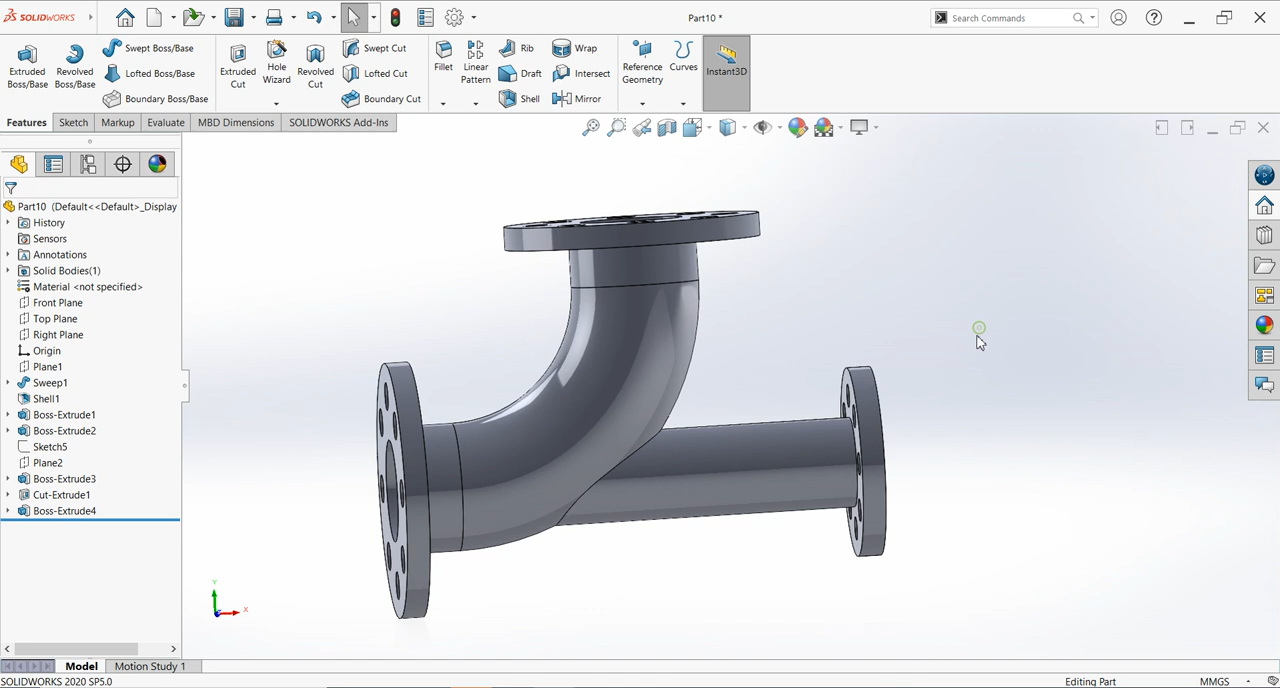 SOLIDWORKS
Part10 *
Search Commands
Extruded Boss/Base
Revolved Boss/Base
Swept Boss/Base
Lofted Boss/Base
Boundary Boss/Base
Extruded Cut
Hole Wizard
Revolved Cut
Swept Cut
Lofted Cut
Boundary Cut
Fillet
Linear Pattern
Rib
Draft
Shell
Wrap
Intersect
Mirror
Reference Geometry
Curves
Instant3D
Features
Sketch
Markup
Evaluate
MBD Dimensions
SOLIDWORKS Add-Ins
Part10 (Default<<Default>_Display
History
Sensors
Annotations
Solid Bodies(1)
Material <not specified>
Front Plane
Top Plane
Right Plane
Origin
Plane1
Sweep1
Shell1
Boss-Extrude1
Boss-Extrude2
Sketch5
Plane2
Boss-Extrude3
Cut-Extrude1
Boss-Extrude4
Y
X
Model
Motion Study 1
SOLIDWORKS 2020 SP5.0
Editing Part
MMGS